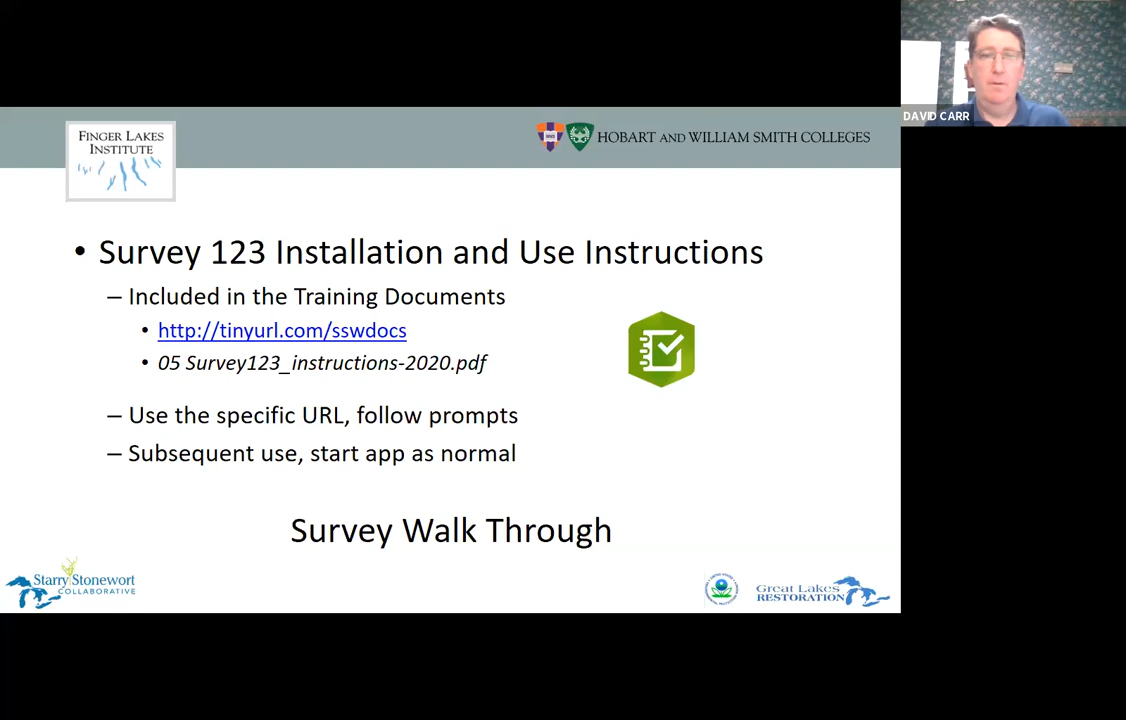 DAVID CARR
FINGER LAKES
INSTITUTE
HOBART AND WILLIAM SMITH COLLEGES
• Survey 123 Installation and Use Instructions
– Included in the Training Documents
• http://tinyurl.com/sswdocs
• 05 Survey123_instructions-2020.pdf
– Use the specific URL, follow prompts
– Subsequent use, start app as normal
Survey Walk Through
Starry Stonewort
COLLABORATIVE
Great Lakes
RESTORATION